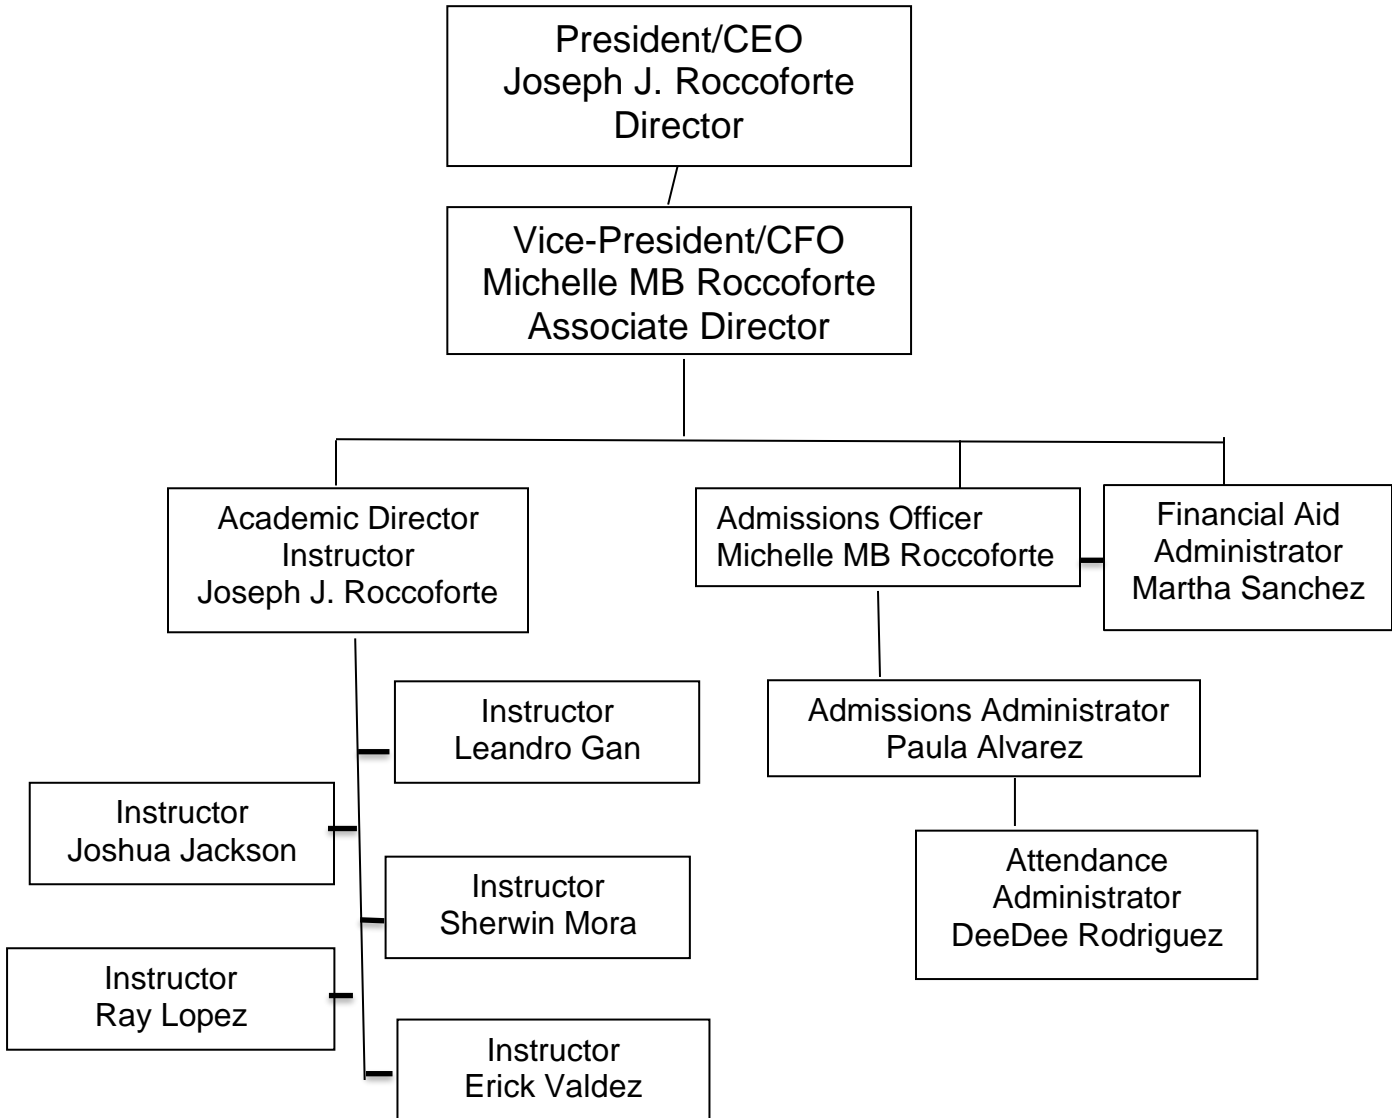 President/CEO
Joseph J. Roccoforte
Director
Vice-President/CFO
Michelle MB Roccoforte
Associate Director
Academic Director
Instructor
Joseph J. Roccoforte
Admissions Officer
Michelle MB Roccoforte
Financial Aid
Administrator
Martha Sanchez
Instructor
Leandro Gan
Admissions Administrator
Paula Alvarez
Instructor
Joshua Jackson
Instructor
Sherwin Mora
Attendance
Administrator
DeeDee Rodriguez
Instructor
Ray Lopez
Instructor
Erick Valdez